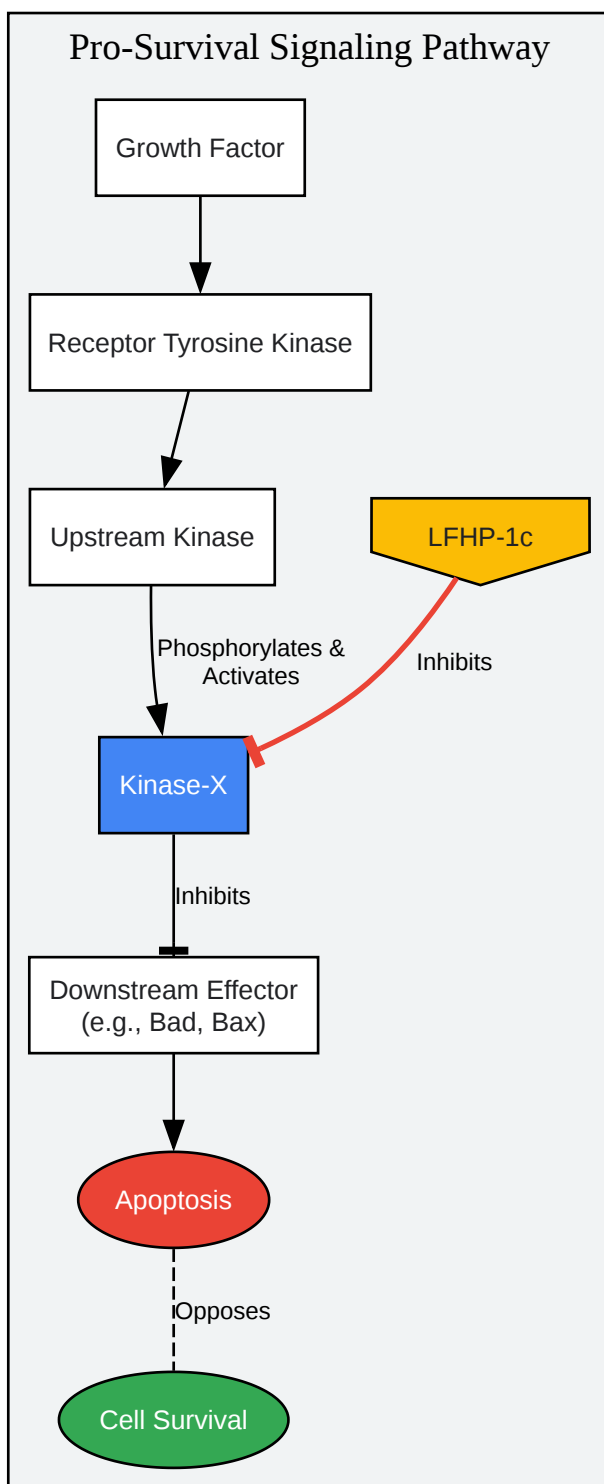 Pro-Survival Signaling Pathway
Growth Factor
Receptor Tyrosine Kinase
Upstream Kinase
LFHP-1c
Phosphorylates &
Activates
Inhibits
Kinase-X
Inhibits
Downstream Effector
(e.g., Bad, Bax)
Apoptosis
Opposes
Cell Survival